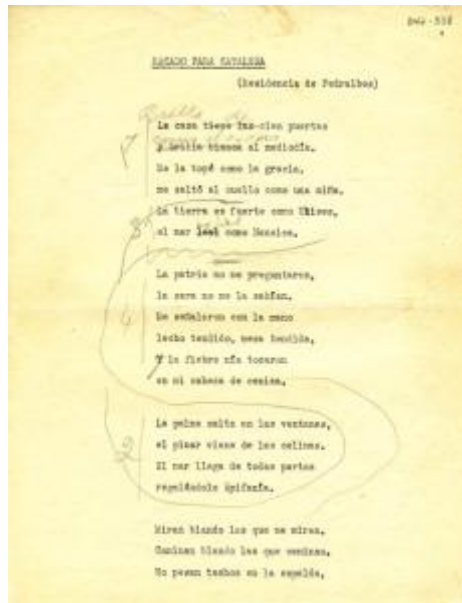 RECADO PARA CATALUÑA
(Residencia de Pedralbes)
La casa tiene cien puertas
me la topé como la gracia,
me saltó al cuello como una niña.
La tierra es fuerte como Ulises,
el mar como
La patria no me preguntaron,
la cara no me la sabían.
Me señalaron con la mano
lecho tendido, mesa tendida,
Y la fiebre mía tocaron
en mi cabeza de ceniza.
La palma salta en las ventanas,
el pinar viene de las colinas.
El mar llega de todas partes
regalándole Epifanía.
Miran blando los que me miran.
Caminan blando los que caminan.
No pesan techos en la espalda,